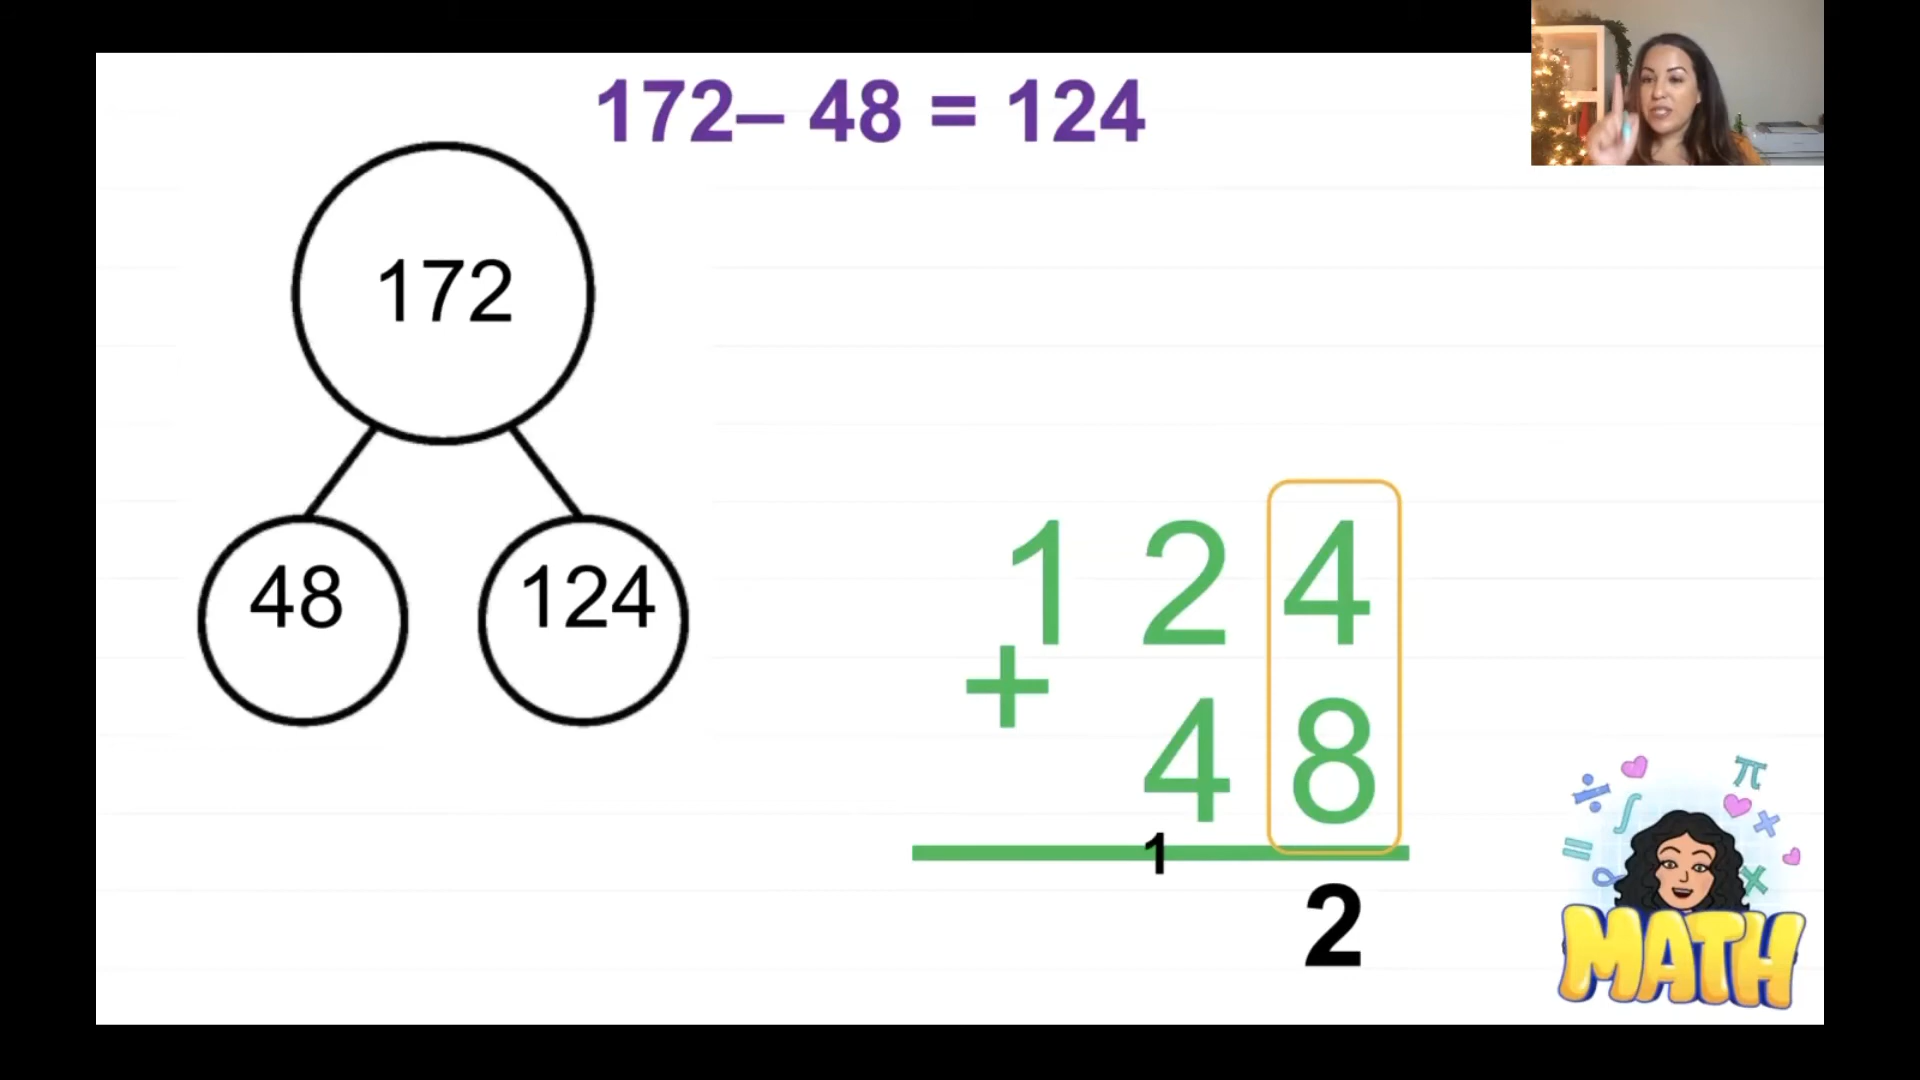 172– 48 = 124
172
48
124
1 2 4
+
4 8
1
2
÷ π
∫ ×
=
∝ ×
MATH